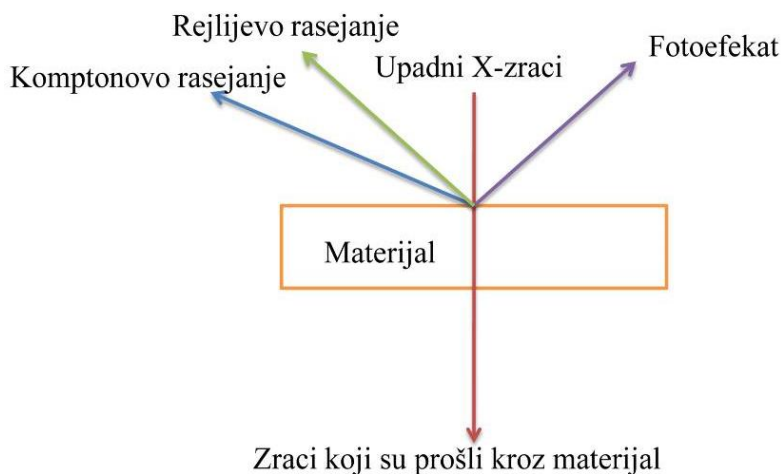 Rejlijevo rasejanje
Komptonovo rasejanje
Upadni X-zraci
Fotoefekat
Materijal
Zraci koji su prošli kroz materijal